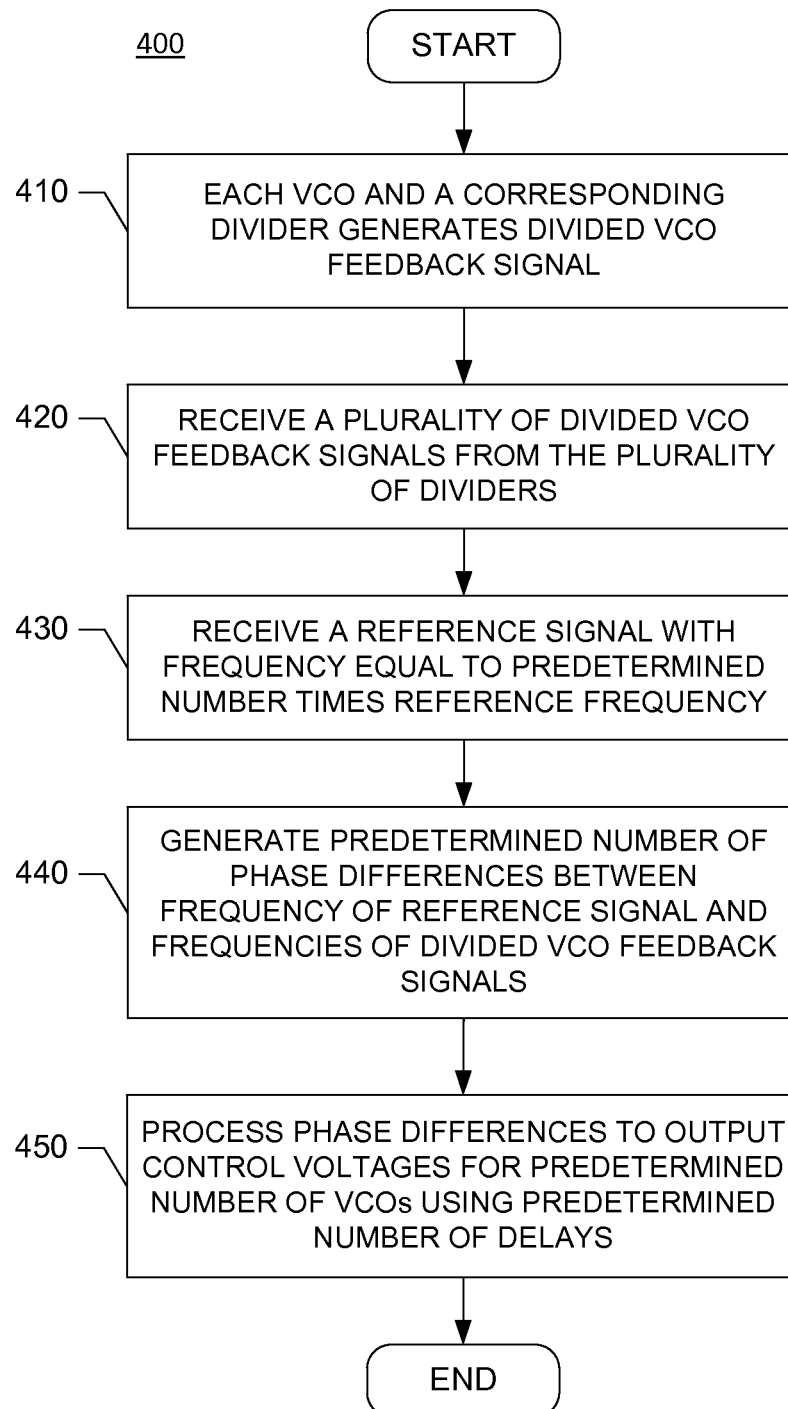 400
START
410
EACH VCO AND A CORRESPONDING
DIVIDER GENERATES DIVIDED VCO
FEEDBACK SIGNAL
420
RECEIVE A PLURALITY OF DIVIDED VCO
FEEDBACK SIGNALS FROM THE PLURALITY
OF DIVIDERS
430
RECEIVE A REFERENCE SIGNAL WITH
FREQUENCY EQUAL TO PREDETERMINED
NUMBER TIMES REFERENCE FREQUENCY
440
GENERATE PREDETERMINED NUMBER OF
PHASE DIFFERENCES BETWEEN
FREQUENCY OF REFERENCE SIGNAL AND
FREQUENCIES OF DIVIDED VCO FEEDBACK
SIGNALS
450
PROCESS PHASE DIFFERENCES TO OUTPUT
CONTROL VOLTAGES FOR PREDETERMINED
NUMBER OF VCOs USING PREDETERMINED
NUMBER OF DELAYS
END